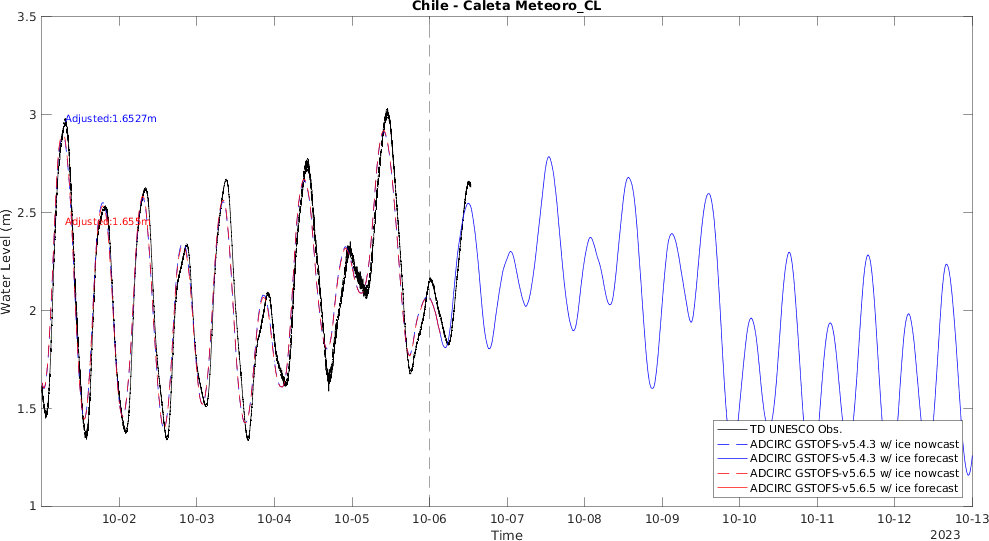 Chile - Caleta Meteoro_CL
3.5
Adjusted:1.6527m
3
Adjusted:1.655m
2.5
Water Level (m)
2
1.5
1
TD UNESCO Obs.
ADCIRC GSTOFS-v5.4.3 w/ ice nowcast
ADCIRC GSTOFS-v5.4.3 w/ ice forecast
ADCIRC GSTOFS-v5.6.5 w/ ice nowcast
ADCIRC GSTOFS-v5.6.5 w/ ice forecast
10-02 10-03 10-04 10-05 10-06 10-07 10-08 10-09 10-10 10-11 10-12 10-13
Time
2023